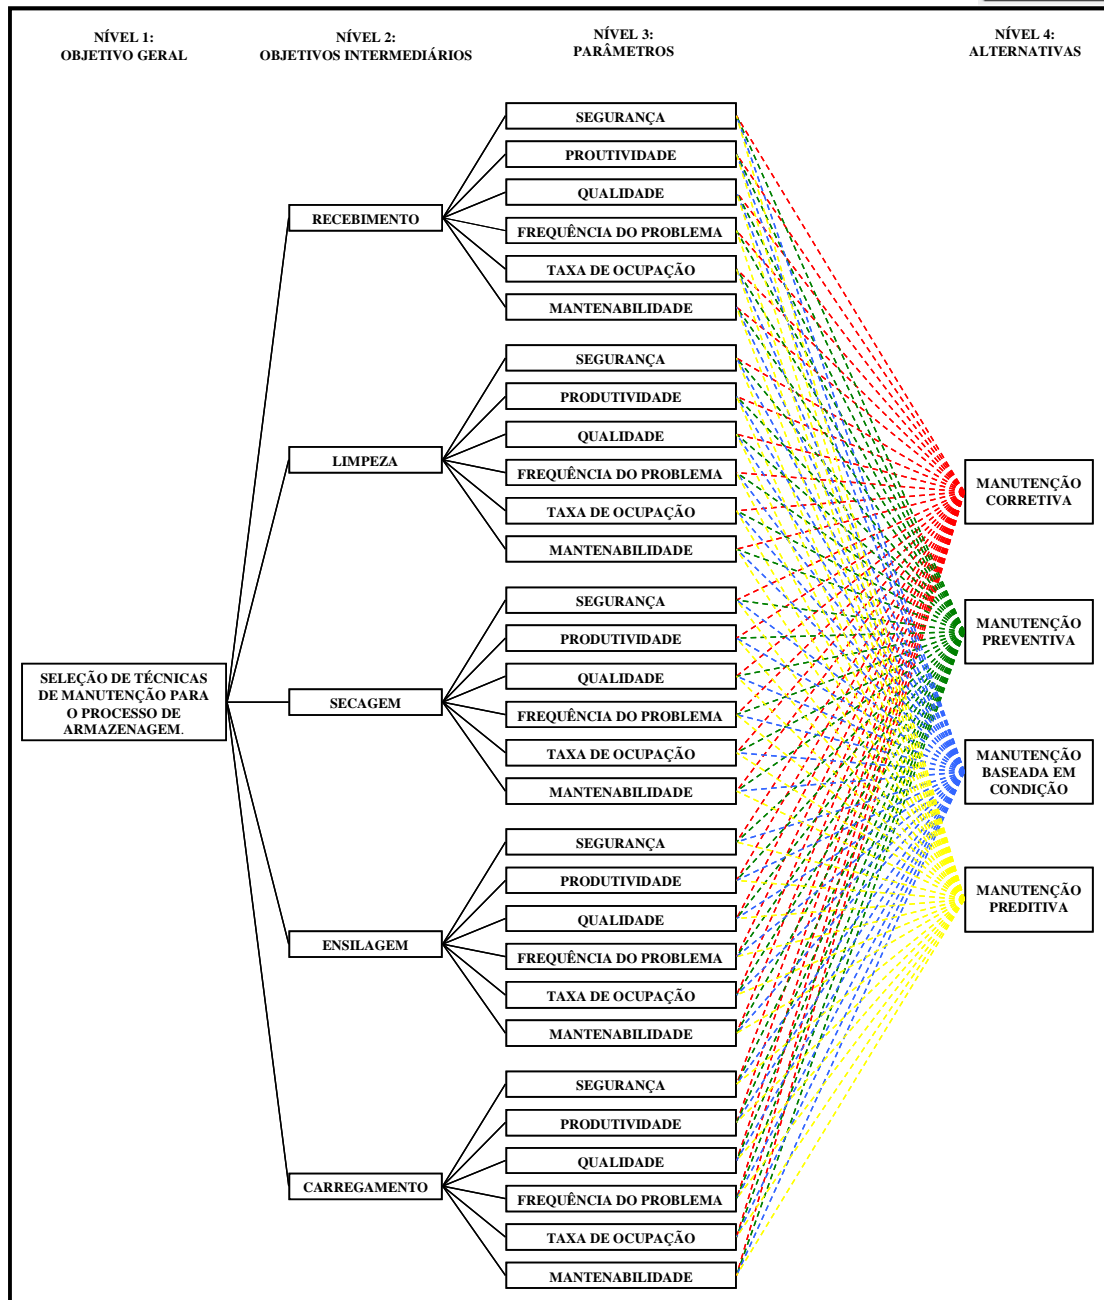 NÍVEL 1:
OBJETIVO GERAL
NÍVEL 2:
OBJETIVOS INTERMEDIÁRIOS
NÍVEL 3:
PARÂMETROS
NÍVEL 4:
ALTERNATIVAS
SELEÇÃO DE TÉCNICAS
DE MANUTENÇÃO PARA
O PROCESSO DE
ARMAZENAGEM.
RECEBIMENTO
SEGURANÇA
PROUTIVIDADE
QUALIDADE
FREQUÊNCIA DO PROBLEMA
TAXA DE OCUPAÇÃO
MANTENABILIDADE
LIMPEZA
SEGURANÇA
PRODUTIVIDADE
QUALIDADE
FREQUÊNCIA DO PROBLEMA
TAXA DE OCUPAÇÃO
MANTENABILIDADE
SECAGEM
SEGURANÇA
PRODUTIVIDADE
QUALIDADE
FREQUÊNCIA DO PROBLEMA
TAXA DE OCUPAÇÃO
MANTENABILIDADE
ENSILAGEM
SEGURANÇA
PRODUTIVIDADE
QUALIDADE
FREQUÊNCIA DO PROBLEMA
TAXA DE OCUPAÇÃO
MANTENABILIDADE
CARREGAMENTO
SEGURANÇA
PRODUTIVIDADE
QUALIDADE
FREQUÊNCIA DO PROBLEMA
TAXA DE OCUPAÇÃO
MANTENABILIDADE
MANUTENÇÃO
CORRETIVA
MANUTENÇÃO
PREVENTIVA
MANUTENÇÃO
BASEADA EM
CONDIÇÃO
MANUTENÇÃO
PREDITIVA